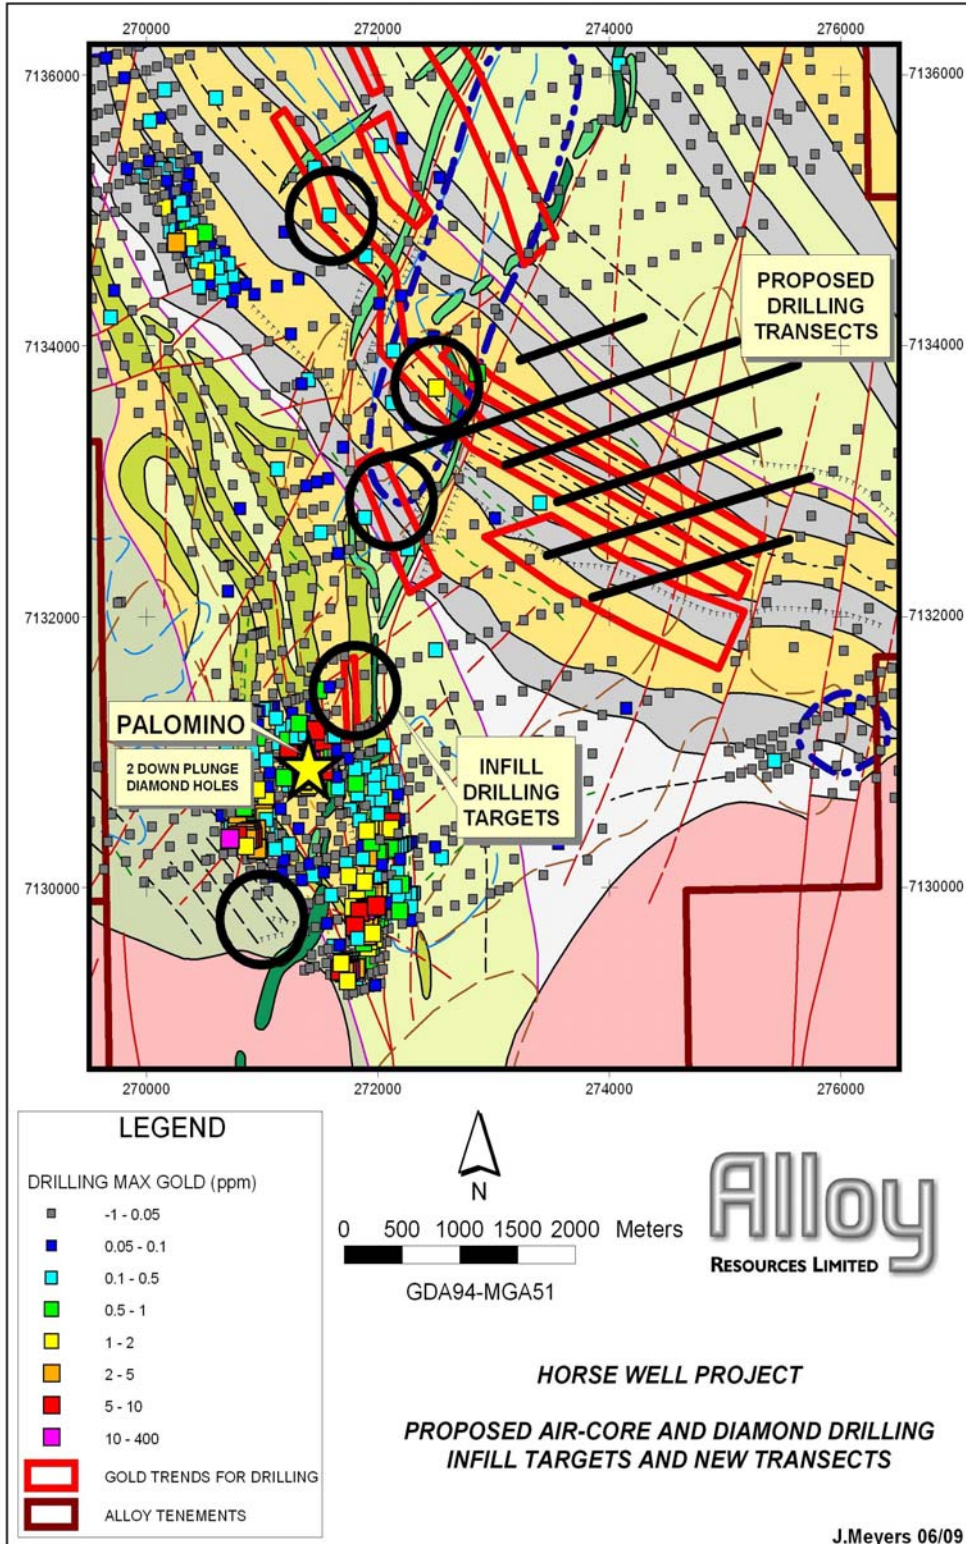 270000 272000 274000 276000
7136000 7136000
PROPOSED
DRILLING
TRANSECTS
7134000 7134000
7132000 7132000
PALOMINO
2 DOWN PLUNGE
DIAMOND HOLES
INFILL
DRILLING
TARGETS
7130000 7130000
270000 272000 274000 276000
LEGEND
DRILLING MAX GOLD (ppm)
-1 - 0.05
0.05 - 0.1
0.1 - 0.5
0.5 - 1
1 - 2
2 - 5
5 - 10
10 - 400
GOLD TRENDS FOR DRILLING
ALLOY TENEMENTS
N
0 500 1000 1500 2000 Meters
GDA94-MGA51
Alloy
RESOURCES LIMITED
HORSE WELL PROJECT
PROPOSED AIR-CORE AND DIAMOND DRILLING
INFILL TARGETS AND NEW TRANSECTS
J.Meyers 06/09